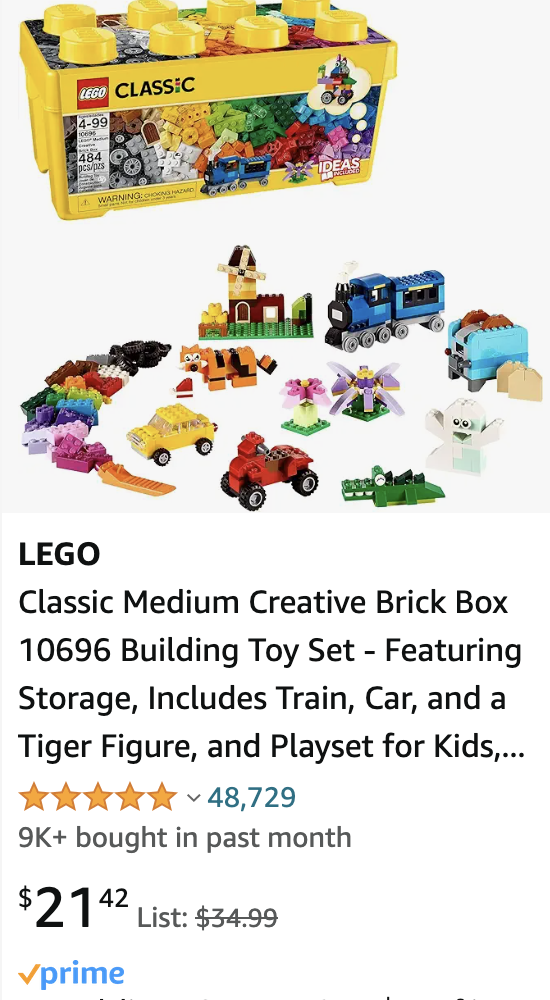 LEGO CLASSIC
4-99
10696
484
pcs/pzs
WARNING: CHOKING HAZARD.
IDEAS
INCLUDED
LEGO
Classic Medium Creative Brick Box
10696 Building Toy Set - Featuring
Storage, Includes Train, Car, and a
Tiger Figure, and Playset for Kids,...
48,729
9K+ bought in past month
$21.42 List: $34.99
prime